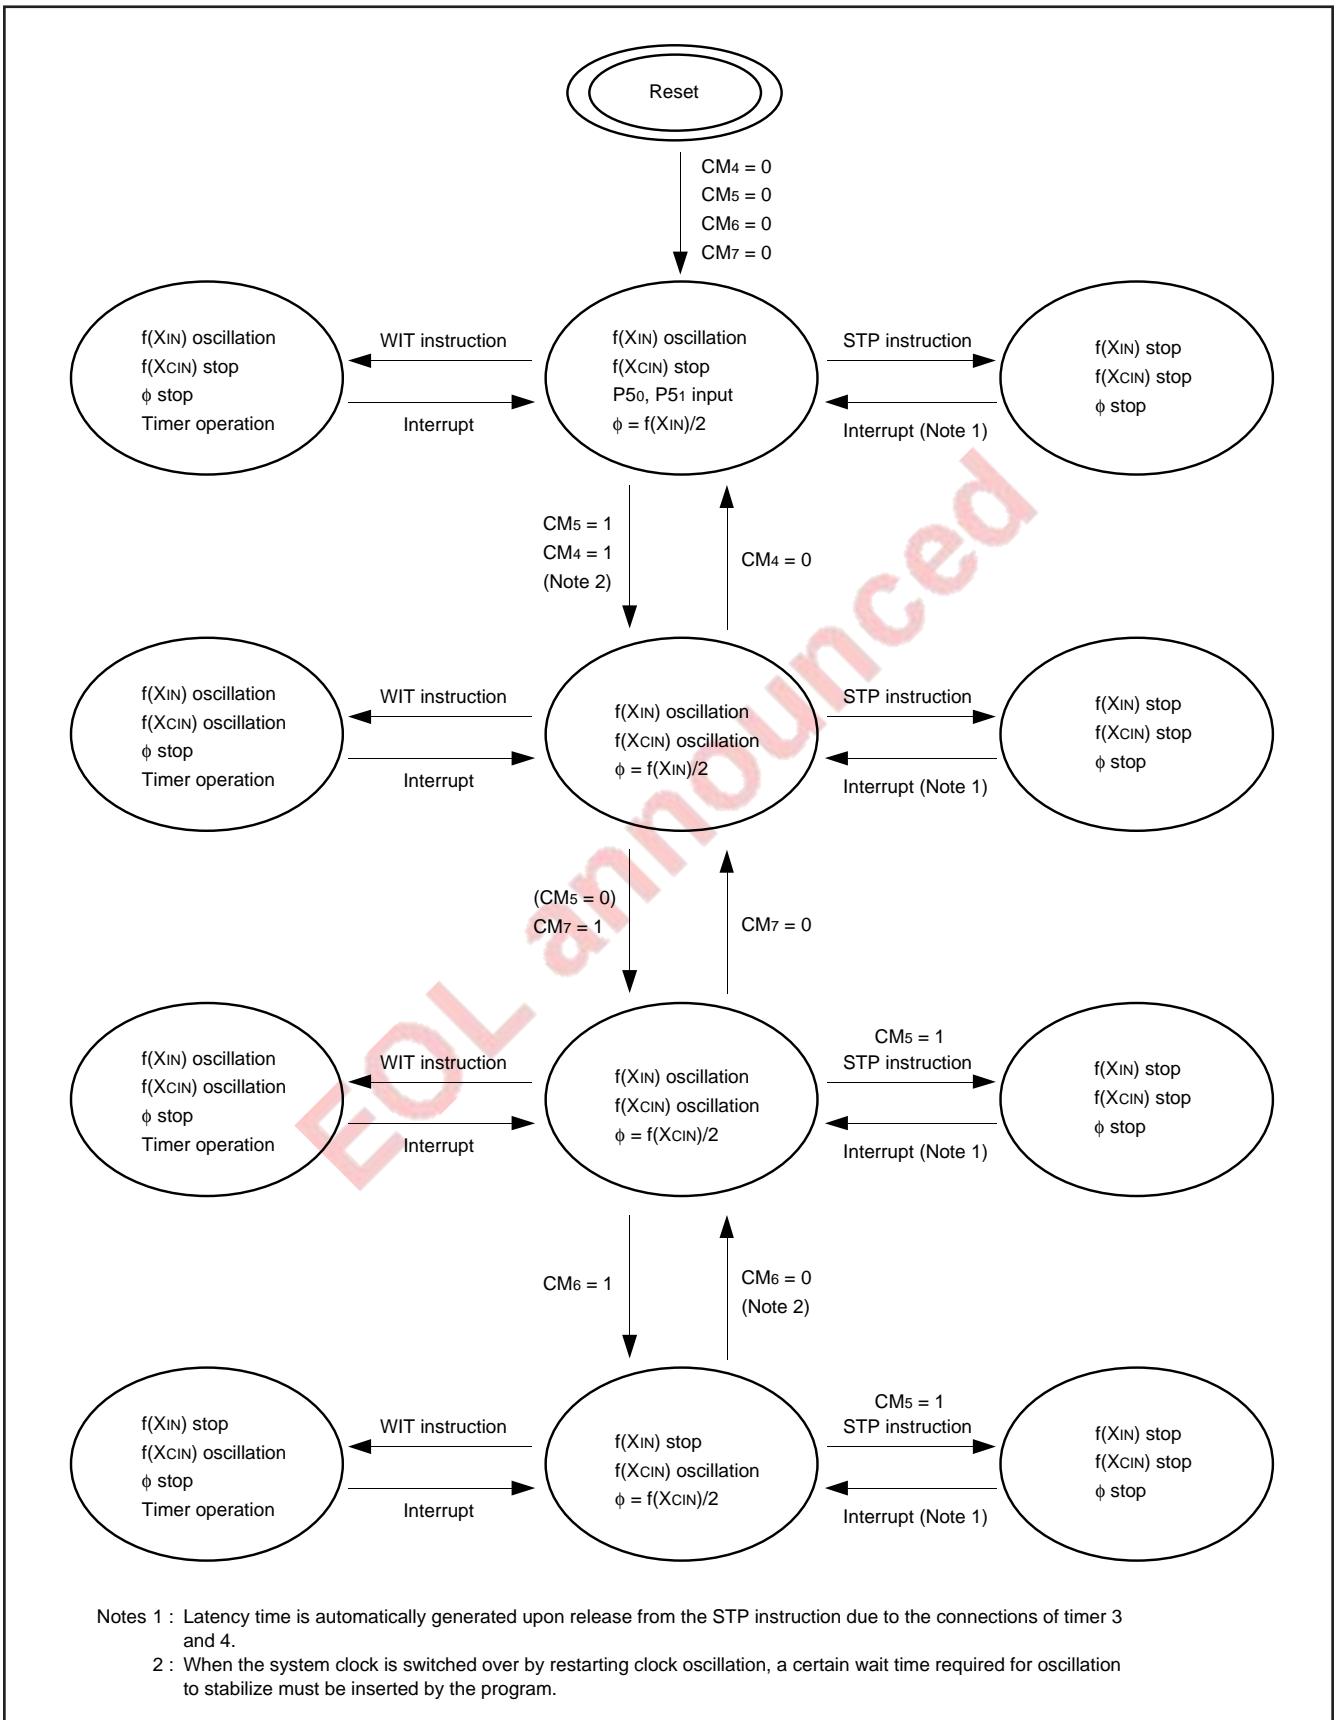 Reset
CM4 = 0
CM5 = 0
CM6 = 0
CM7 = 0
f(XIN) oscillation
f(XCIN) stop
ϕ stop
Timer operation
WIT instruction
Interrupt
f(XIN) oscillation
f(XCIN) stop
P50, P51 input
ϕ = f(XIN)/2
STP instruction
Interrupt (Note 1)
f(XIN) stop
f(XCIN) stop
ϕ stop
CM5 = 1
CM4 = 1
(Note 2)
CM4 = 0
f(XIN) oscillation
f(XCIN) oscillation
ϕ stop
Timer operation
WIT instruction
Interrupt
f(XIN) oscillation
f(XCIN) oscillation
ϕ = f(XIN)/2
STP instruction
Interrupt (Note 1)
f(XIN) stop
f(XCIN) stop
ϕ stop
(CM5 = 0)
CM7 = 1
CM7 = 0
f(XIN) oscillation
f(XCIN) oscillation
ϕ stop
Timer operation
WIT instruction
Interrupt
f(XIN) oscillation
f(XCIN) oscillation
ϕ = f(XCIN)/2
CM5 = 1
STP instruction
Interrupt (Note 1)
f(XIN) stop
f(XCIN) stop
ϕ stop
CM6 = 1
CM6 = 0
(Note 2)
f(XIN) stop
f(XCIN) oscillation
ϕ stop
Timer operation
WIT instruction
Interrupt
f(XIN) stop
f(XCIN) oscillation
ϕ = f(XCIN)/2
CM5 = 1
STP instruction
Interrupt (Note 1)
f(XIN) stop
f(XCIN) stop
ϕ stop
EOL announced
Notes 1 : Latency time is automatically generated upon release from the STP instruction due to the connections of timer 3
and 4.
2 : When the system clock is switched over by restarting clock oscillation, a certain wait time required for oscillation
to stabilize must be inserted by the program.